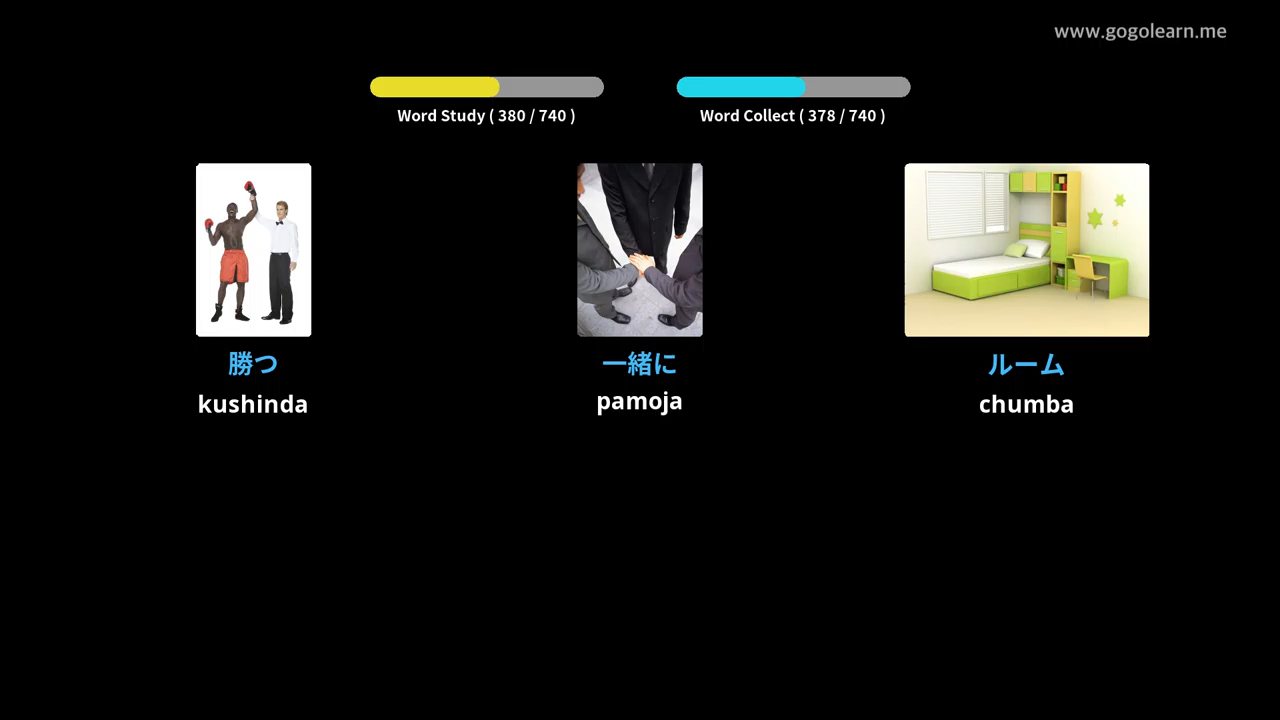 www.gogolearn.me
Word Study ( 380 / 740 )
Word Collect ( 378 / 740 )
勝つ
kushinda
一緒に
pamoja
ルーム
chumba